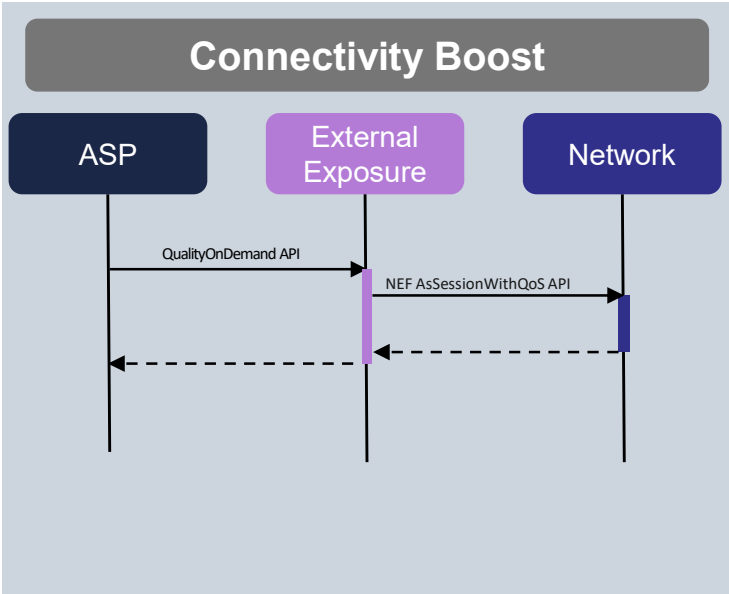 Connectivity Boost
ASP
External
Exposure
Network
QualityOnDemand API
NEF AsSessionWithQoS API